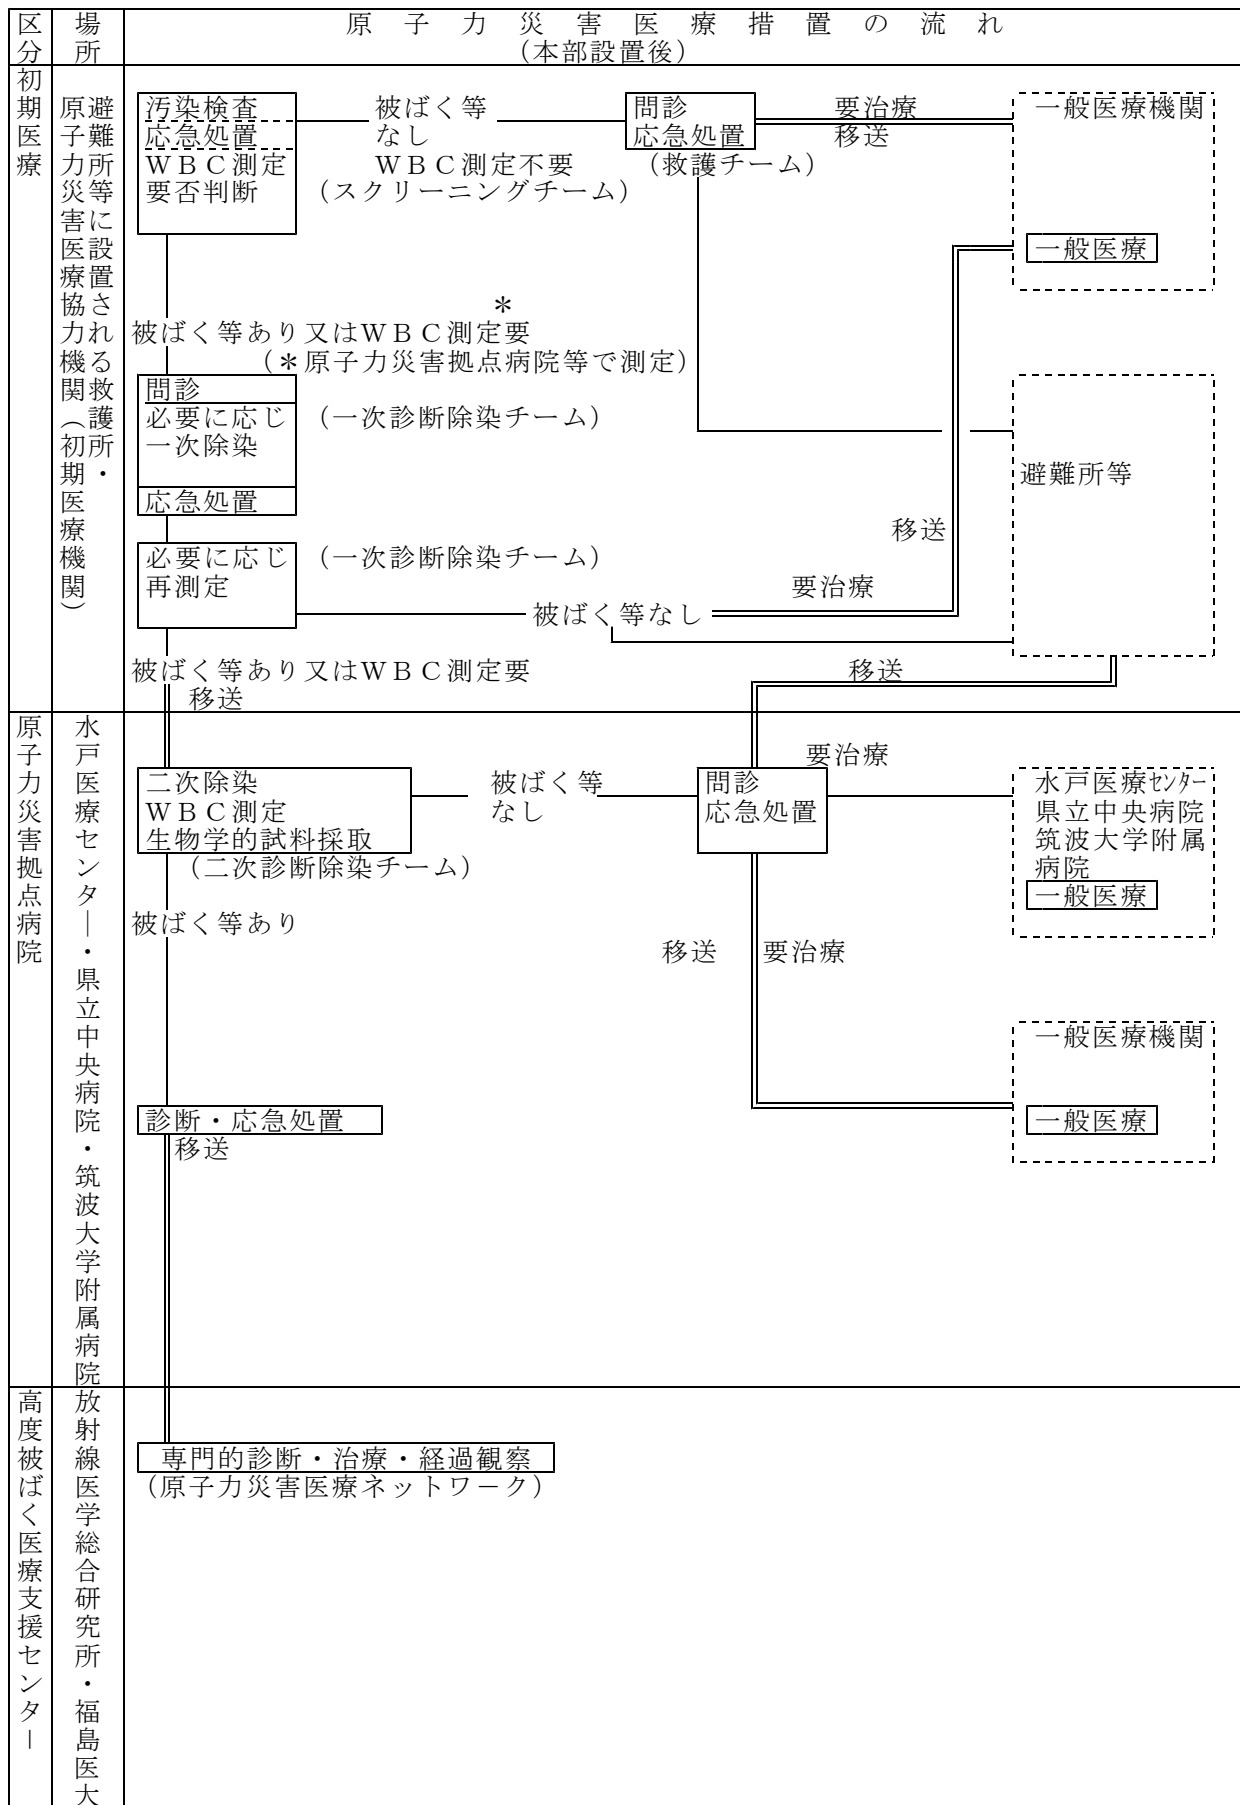 区分
場所
原子力災害医療措置の流れ
(本部設置後)
初期医療
避難所等に設置される救護所・
原子力災害医療協力機関(初期医療機関)
汚染検査
応急処置
WBC測定
要否判断
被ばく等
なし
WBC測定不要
(スクリーニングチーム)
問診
応急処置
(救護チーム)
要治療
移送
一般医療機関
一般医療
*
被ばく等あり又はWBC測定要
(*原子力災害拠点病院等で測定)
問診
必要に応じ
一次除染
(一次診断除染チーム)
応急処置
避難所等
移送
必要に応じ
再測定
(一次診断除染チーム)
要治療
被ばく等なし
被ばく等あり又はWBC測定要
移送
移送
原子力災害拠点病院
水戸医療センター・県立中央病院・筑波大学附属病院
二次除染
WBC測定
生物学的試料採取
(二次診断除染チーム)
被ばく等
なし
問診
応急処置
要治療
水戸医療センター
県立中央病院
筑波大学附属
病院
一般医療
被ばく等あり
移送
要治療
一般医療機関
一般医療
診断・応急処置
移送
高度被ばく医療支援センター
放射線医学総合研究所・福島医大
専門的診断・治療・経過観察
(原子力災害医療ネットワーク)